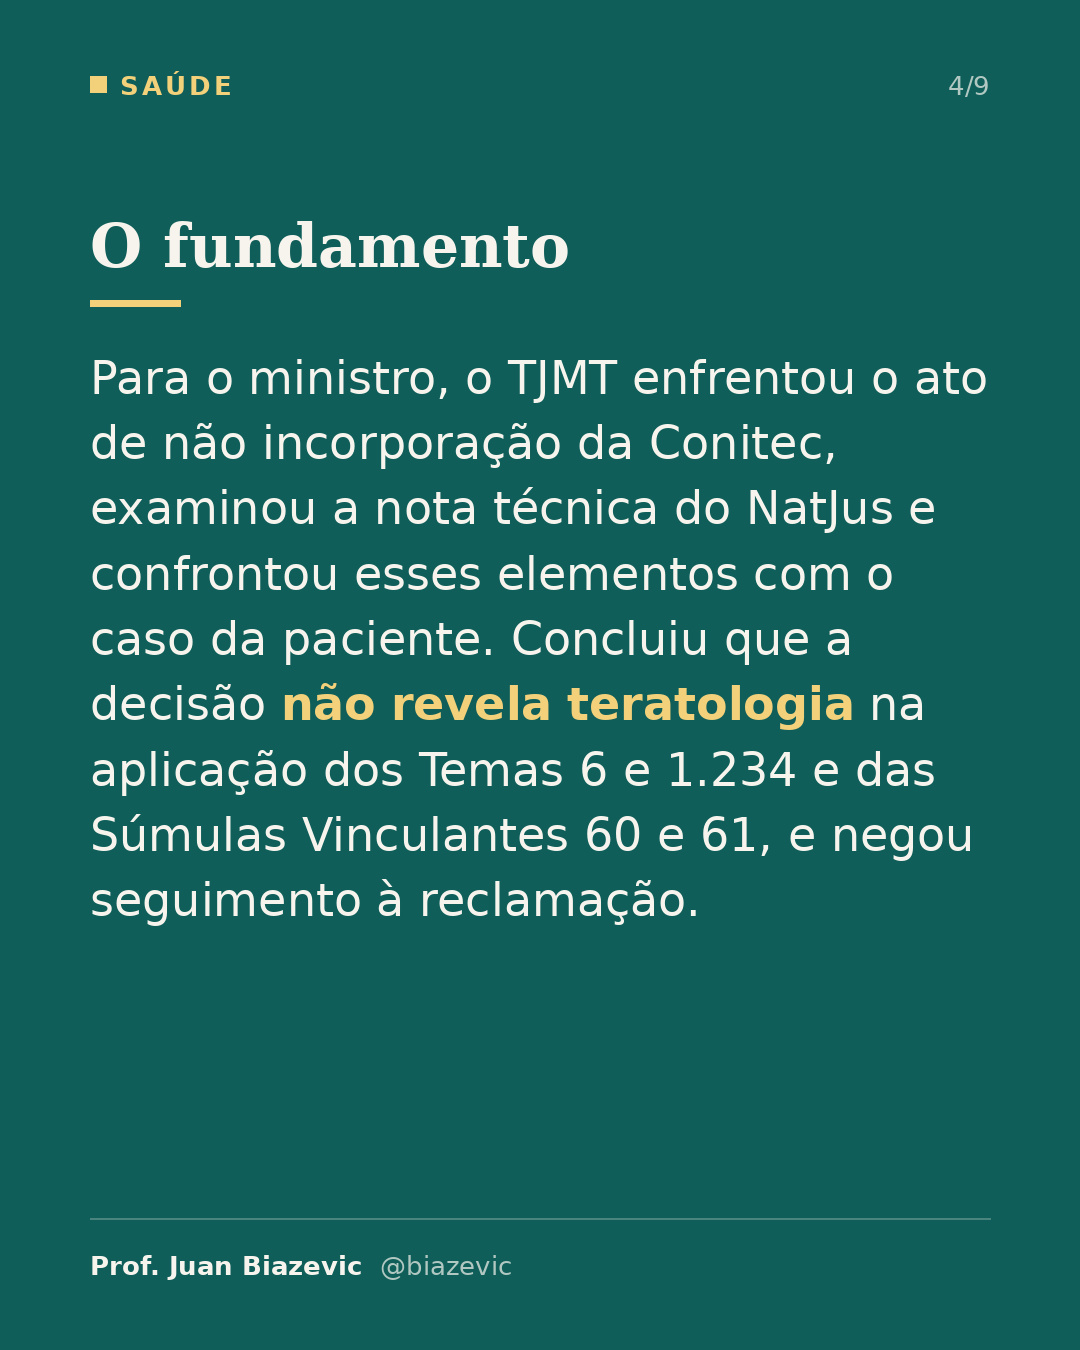 SAÚDE
4/9
O fundamento
Para o ministro, o TJMT enfrentou o ato
de não incorporação da Conitec,
examinou a nota técnica do NatJus e
confrontou esses elementos com o
caso da paciente. Concluiu que a
decisão não revela teratologia na
aplicação dos Temas 6 e 1.234 e das
Súmulas Vinculantes 60 e 61, e negou
seguimento à reclamação.
Prof. Juan Biazevic @biazevic